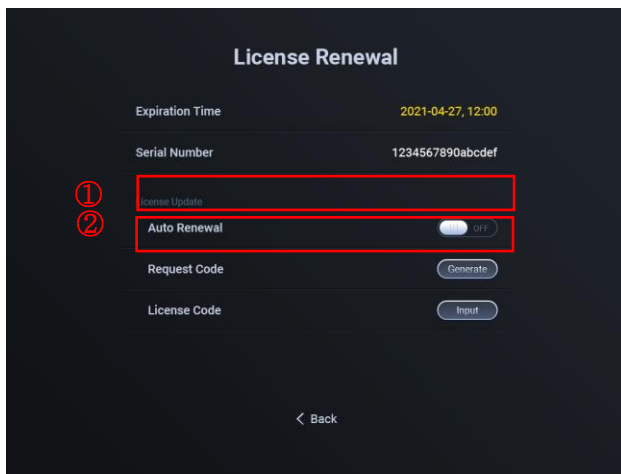 License Renewal
Expiration Time 2021-04-27, 12:00
Serial Number 1234567890abcdef
①
License Update
②
Auto Renewal OFF
Request Code Generate
License Code Input
Back